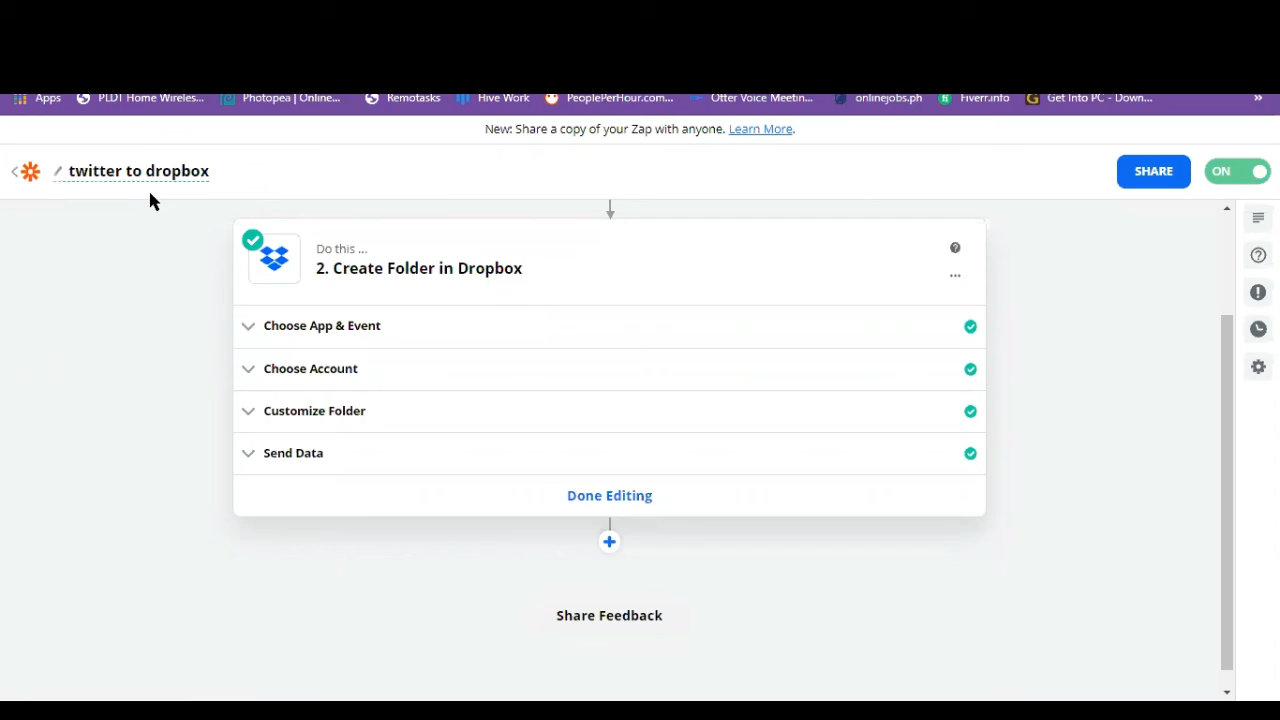 Apps PLDT Home Wireles... Photopea | Online... Remotasks Hive Work PeoplePerHour.com... Otter Voice Meetin... onlinejobs.ph Fiverr.info Get Into PC - Down... »
New: Share a copy of your Zap with anyone. Learn More.
twitter to dropbox
SHARE
ON
Do this ...
2. Create Folder in Dropbox
Choose App & Event
Choose Account
Customize Folder
Send Data
Done Editing
Share Feedback